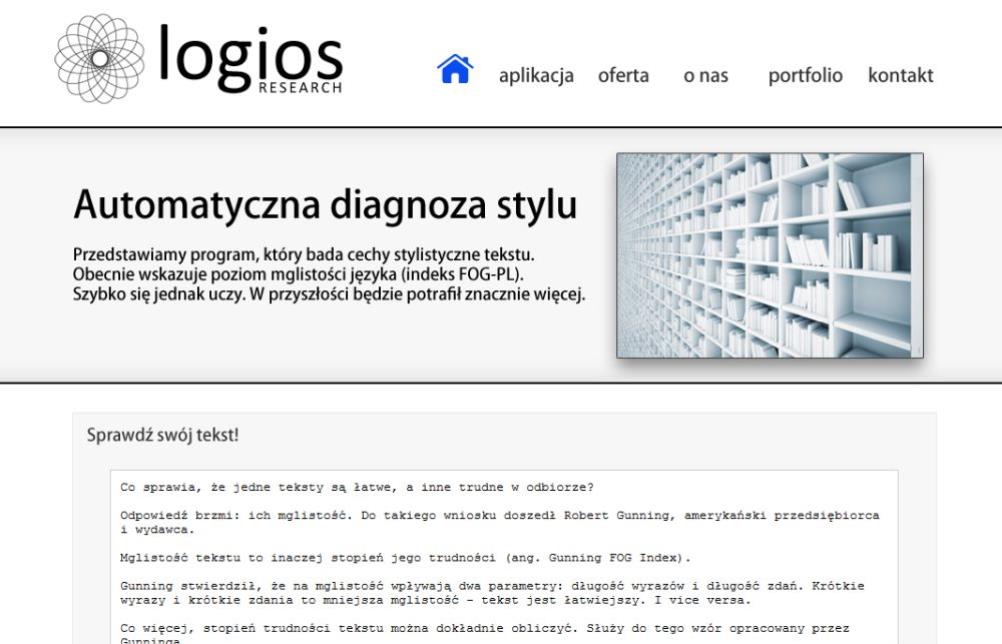 logios
RESEARCH
aplikacja oferta o nas portfolio kontakt
Automatyczna diagnoza stylu
Przedstawiamy program, który bada cechy stylistyczne tekstu.
Obecnie wskazuje poziom mglistości języka (indeks FOG-PL).
Szybko się jednak uczy. W przyszłości będzie potrafił znacznie więcej.
Sprawdź swój tekst!
Co sprawia, że jedne teksty są łatwe, a inne trudne w odbiorze?
Odpowiedź brzmi: ich mglistość. Do takiego wniosku doszedł Robert Gunning, amerykański przedsiębiorca
i wydawca.
Mglistość tekstu to inaczej stopień jego trudności (ang. Gunning FOG Index).
Gunning stwierdził, że na mglistość wpływają dwa parametry: długość wyrazów i długość zdań. Krótkie
wyrazy i krótkie zdania to mniejsza mglistość – tekst jest łatwiejszy. I vice versa.
Co więcej, stopień trudności tekstu można dokładnie obliczyć. Służy do tego wzór opracowany przez
Gunninga